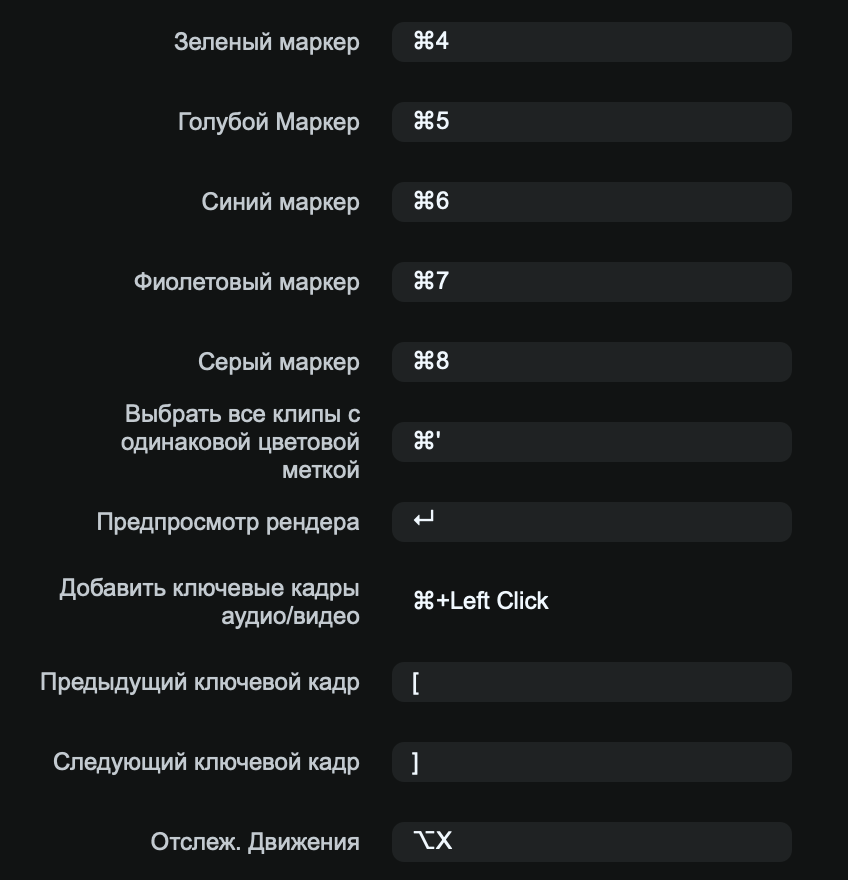 Зеленый маркер ⌘4
Голубой Маркер ⌘5
Синий маркер ⌘6
Фиолетовый маркер ⌘7
Серый маркер ⌘8
Выбрать все клипы с
одинаковой цветовой ⌘'
меткой
Предпросмотр рендера ↵
Добавить ключевые кадры
аудио/видео ⌘+Left Click
Предыдущий ключевой кадр [
Следующий ключевой кадр ]
Отслеж. Движения ⌥X